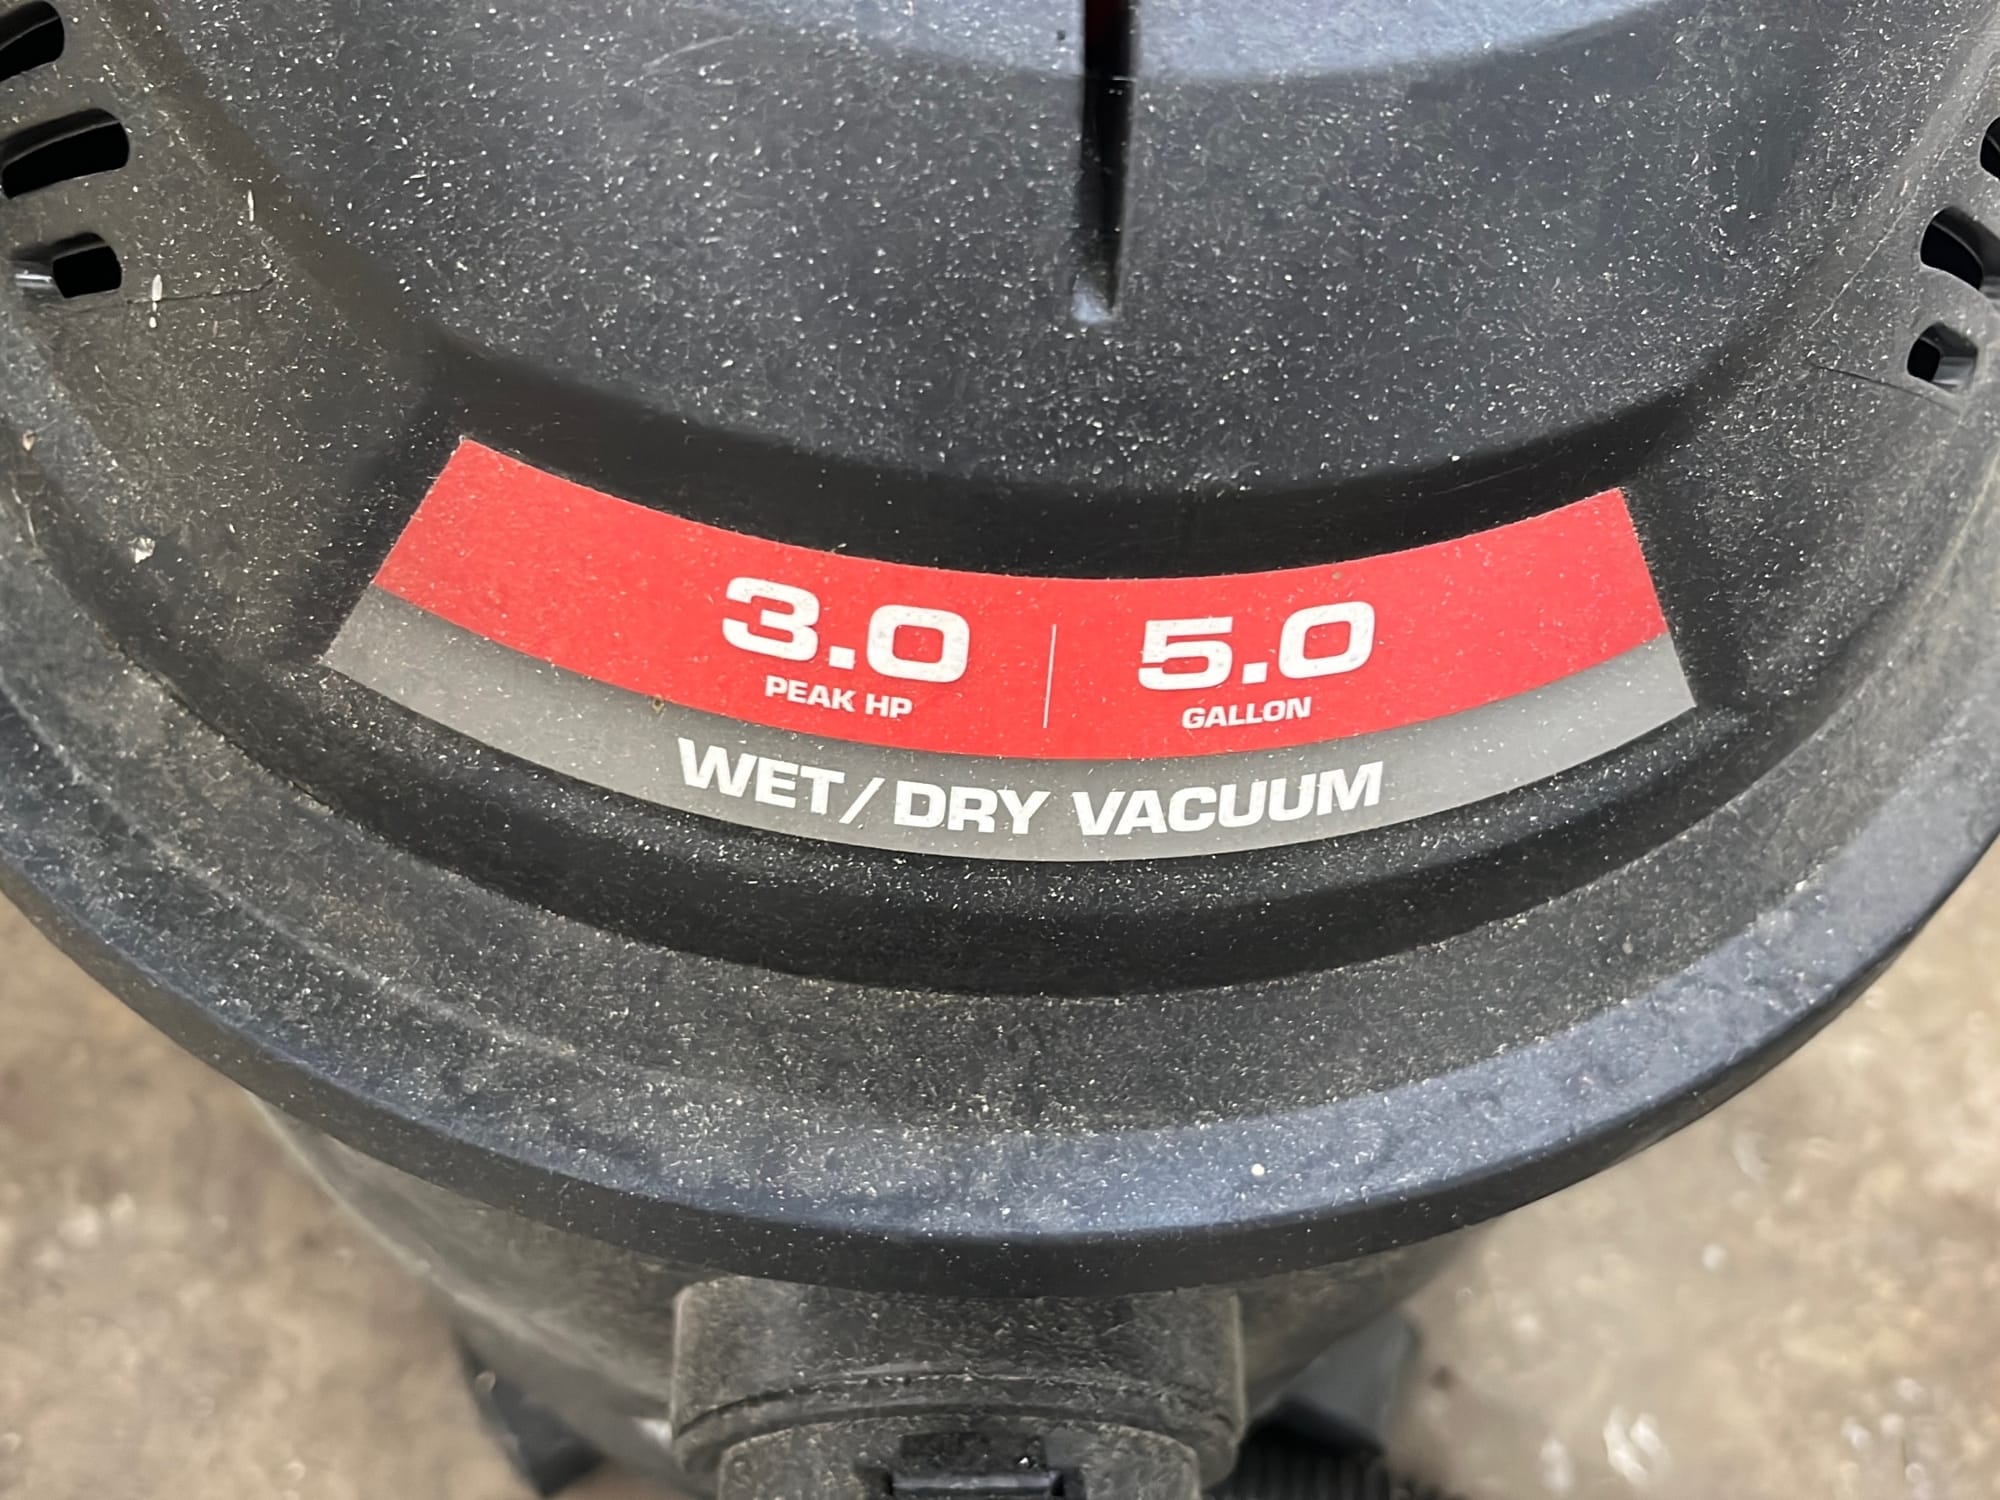 3.0 5.0
PEAK HP GALLON
WET/DRY VACUUM